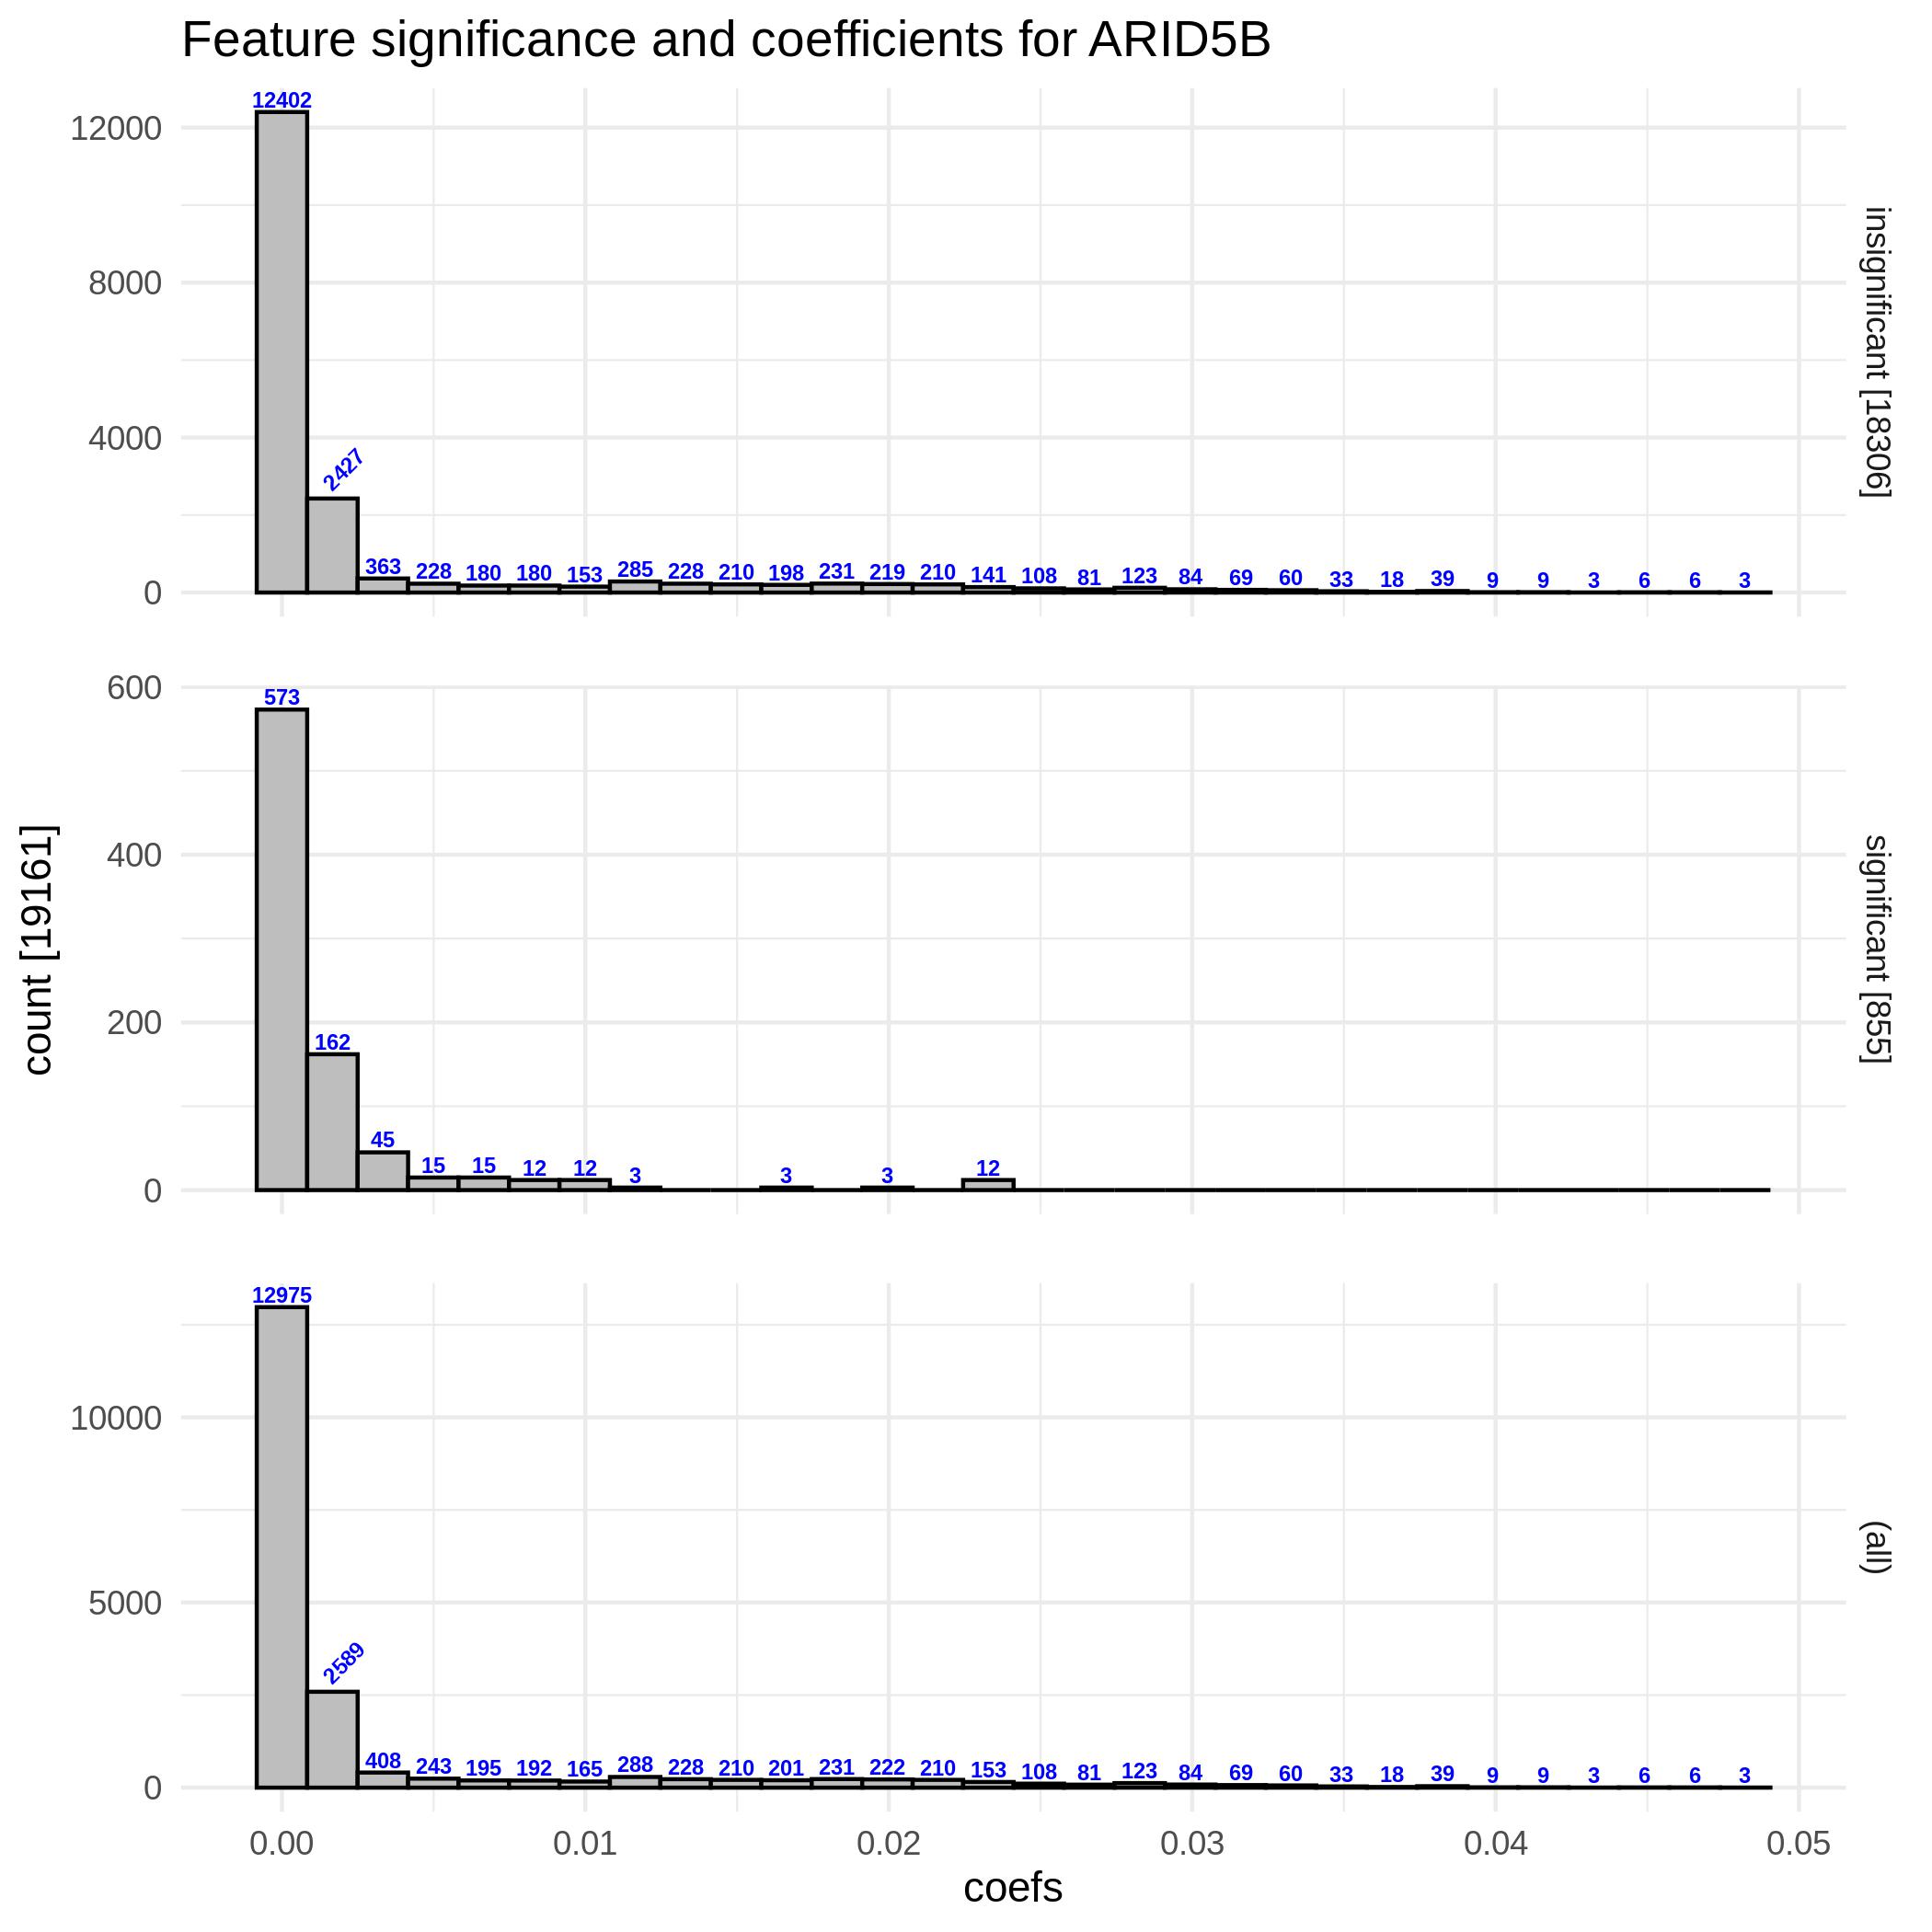 Feature significance and coefficients for ARID5B
12402
12000
8000
4000
0
2427
363 228 180 180 153 285 228 210 198 231 219 210 141 108 81 123 84 69 60 33 18 39 9 9 3 6 6 3
insignificant [18306]
600
400
200
0
573
162
45
15 15 12 12 3 3 3 12
significant [855]
count [19161]
12975
10000
5000
0
2589
408 243 195 192 165 288 228 210 201 231 222 210 153 108 81 123 84 69 60 33 18 39 9 9 3 6 6 3
(all)
0.00 0.01 0.02 0.03 0.04 0.05
coefs